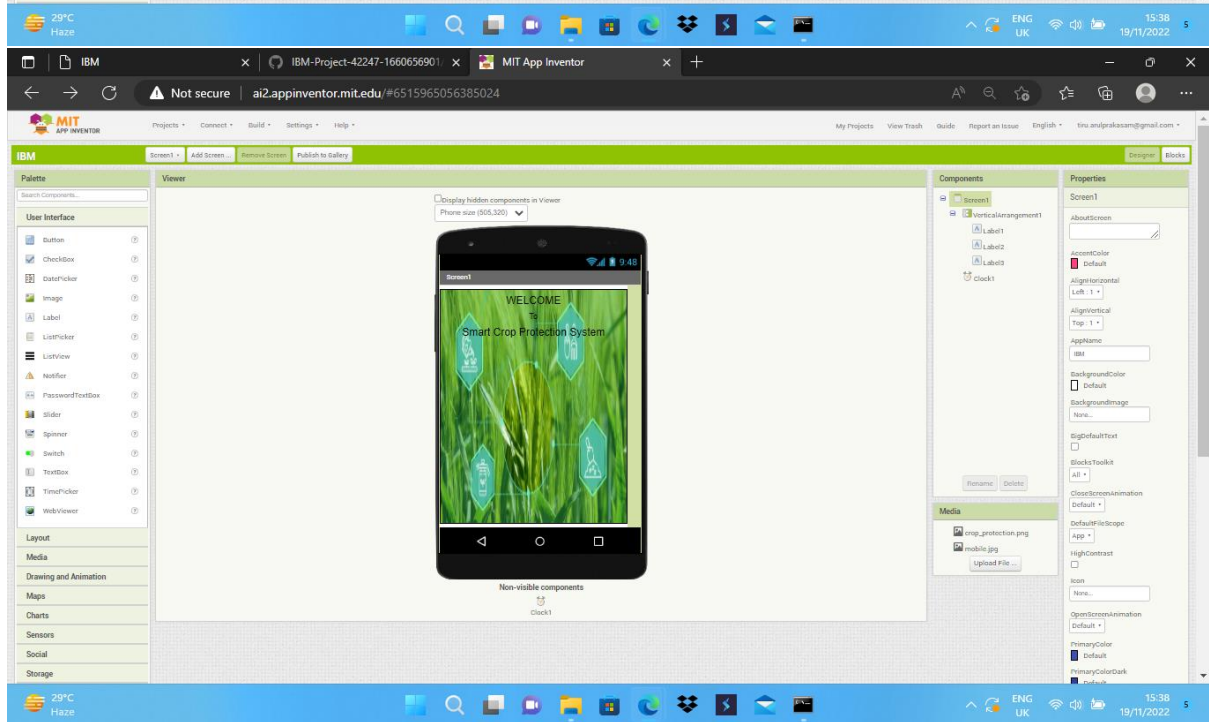 29°C
Haze
ENG
UK
15:38
19/11/2022
5
IBM
IBM-Project-42247-1660656901
MIT App Inventor
Not secure
ai2.appinventor.mit.edu/#6515965056385024
MIT
APP INVENTOR
Projects
Connect
Build
Settings
Help
My Projects
View Trash
Guide
Report an Issue
English
tiru.arulprakasam@gmail.com
IBM
Screen1
Add Screen ...
Remove Screen
Publish to Gallery
Designer
Blocks
Palette
Search Components...
User Interface
Button
CheckBox
DatePicker
Image
Label
ListPicker
ListView
Notifier
PasswordTextBox
Slider
Spinner
Switch
TextBox
TimePicker
WebViewer
Layout
Media
Drawing and Animation
Maps
Charts
Sensors
Social
Storage
Viewer
Display hidden components in Viewer
Phone size (505,320)
9:48
Screen1
WELCOME
To
Smart Crop Protection System
Non-visible components
Clock1
Components
Screen1
VerticalArrangement1
Label1
Label2
Label3
Clock1
Rename
Delete
Media
crop_protection.png
mobile.jpg
Upload File ...
Properties
Screen1
AboutScreen
AccentColor
Default
AlignHorizontal
Left : 1
AlignVertical
Top : 1
AppName
IBM
BackgroundColor
Default
BackgroundImage
None...
BigDefaultText
BlocksToolkit
All
CloseScreenAnimation
Default
DefaultFileScope
App
HighContrast
Icon
None...
OpenScreenAnimation
Default
PrimaryColor
Default
PrimaryColorDark
Default
29°C
Haze
ENG
UK
15:38
19/11/2022
5